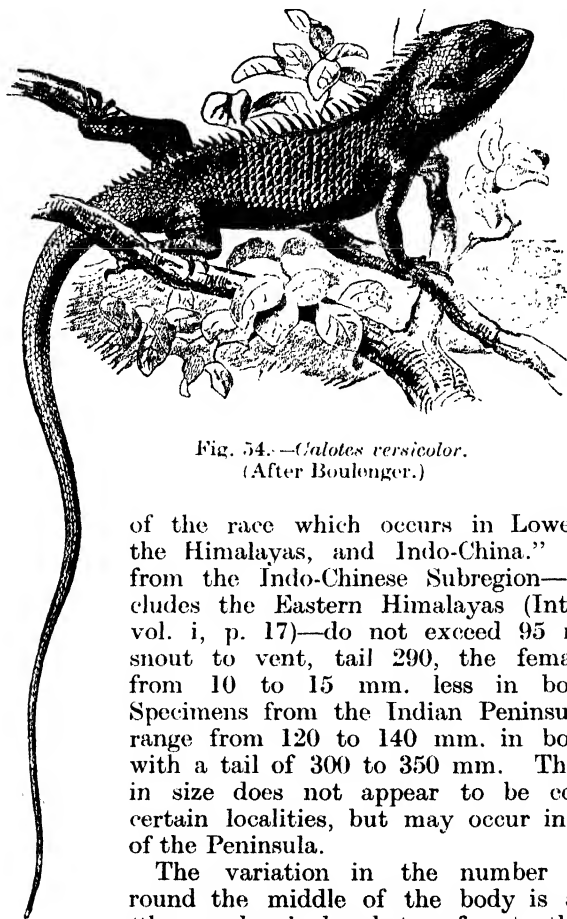 Fig. 54.—Calotes versicolor.
(After Boulenger.)
of the race which occurs in Lowe
the Himalayas, and Indo-China.”
from the Indo-Chinese Subregion—
cludes the Eastern Himalayas (Int
vol. i, p. 17)—do not exceed 95
snout to vent, tail 290, the fema
from 10 to 15 mm. less in bo
Specimens from the Indian Peninsu
range from 120 to 140 mm. in bo
with a tail of 300 to 350 mm. Th
in size does not appear to be co
certain localities, but may occur in
of the Peninsula.
The variation in the number
round the middle of the body is